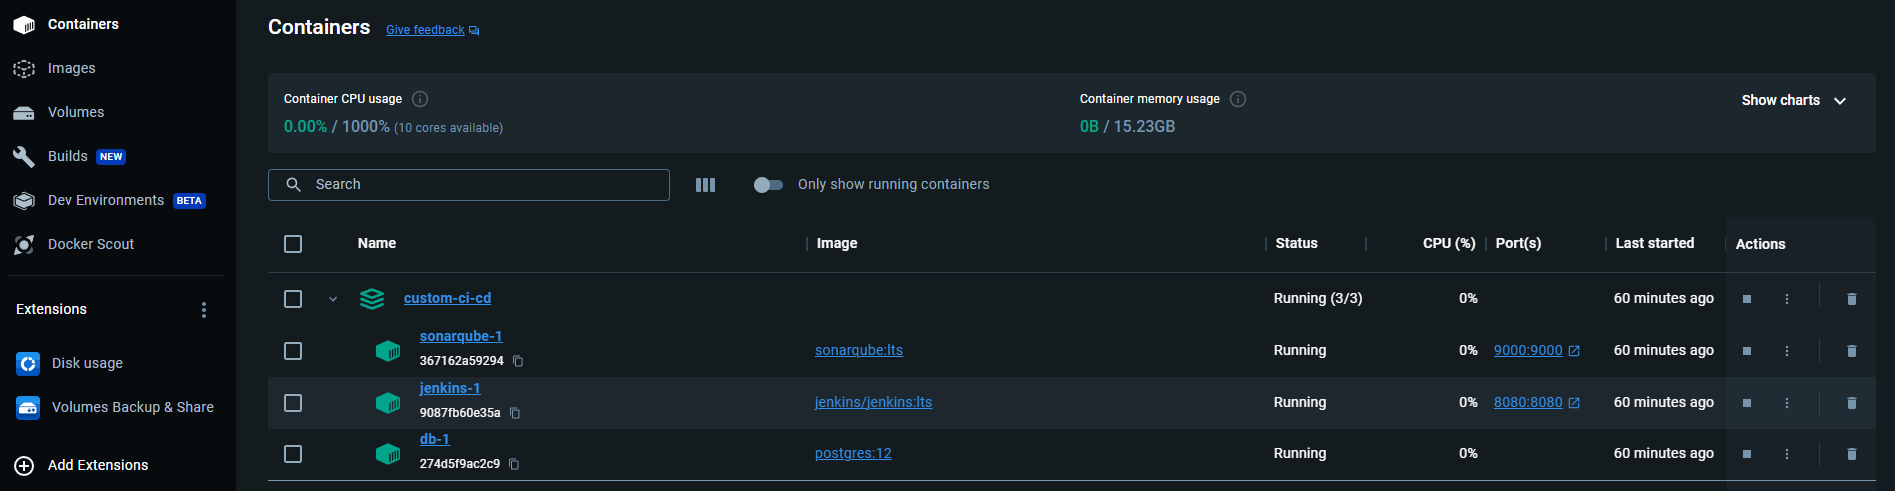 Containers
Images
Volumes
Builds NEW
Dev Environments BETA
Docker Scout
Extensions
Disk usage
Volumes Backup & Share
Add Extensions
Containers Give feedback
Container CPU usage
0.00% / 1000% (10 cores available)
Container memory usage
0B / 15.23GB
Show charts
Search
Only show running containers
Name Image Status CPU (%) Port(s) Last started Actions
custom-ci-cd Running (3/3) 0% 60 minutes ago
sonarqube-1
367162a59294
sonarqube:lts Running 0% 9000:9000 60 minutes ago
jenkins-1
9087fb60e35a
jenkins/jenkins:lts Running 0% 8080:8080 60 minutes ago
db-1
274d5f9ac2c9
postgres:12 Running 0% 60 minutes ago